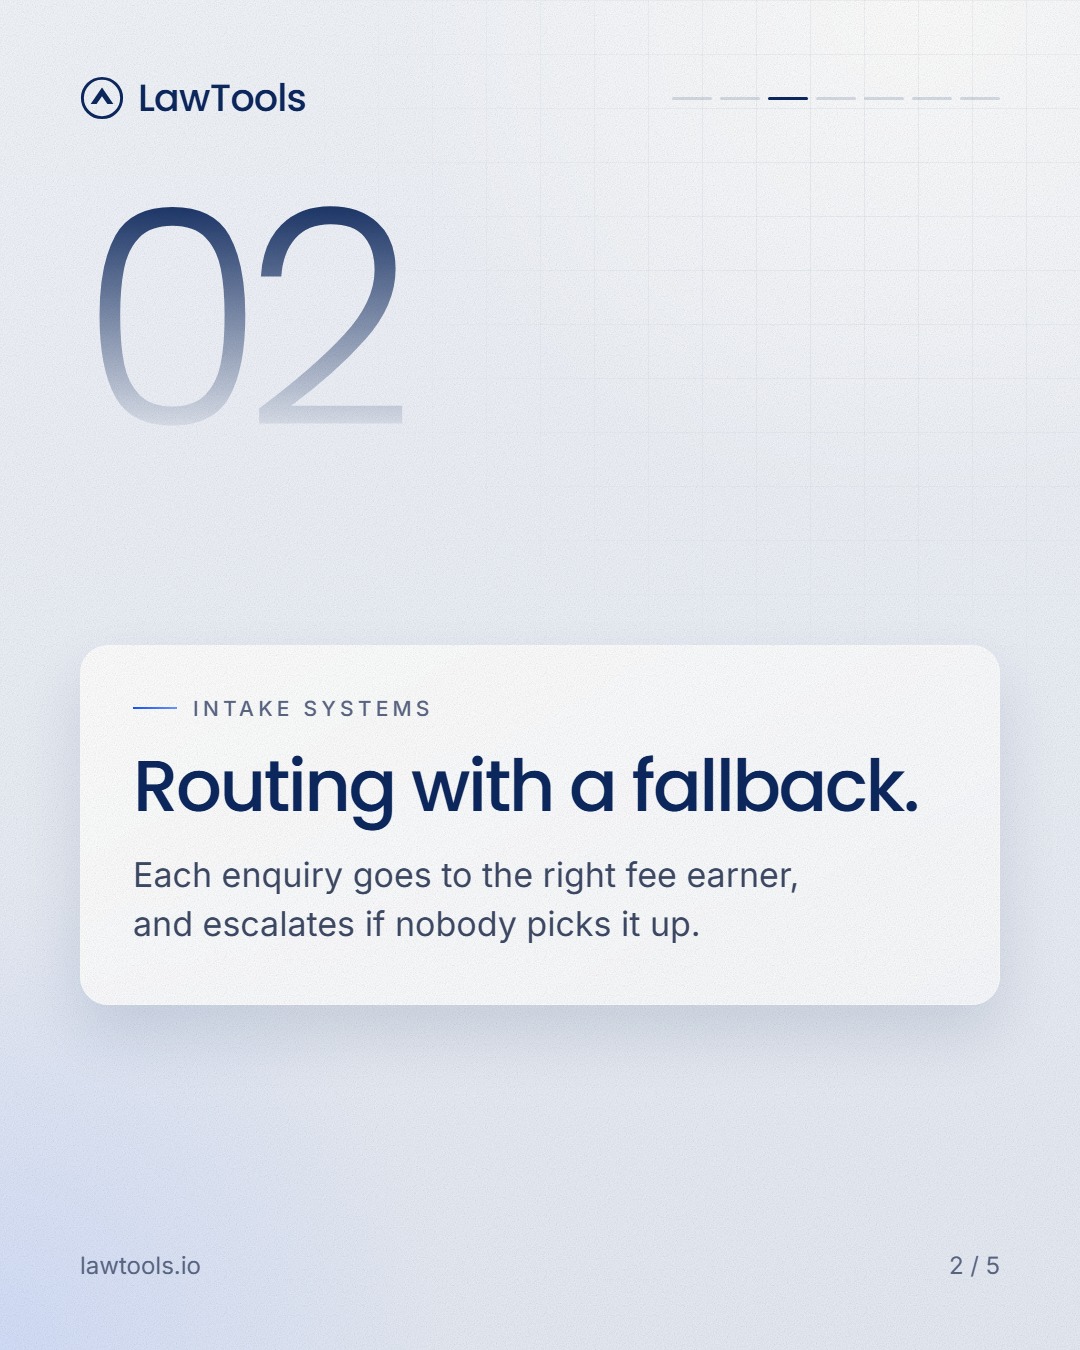 LawTools
02
INTAKE SYSTEMS
Routing with a fallback.
Each enquiry goes to the right fee earner,
and escalates if nobody picks it up.
lawtools.io
2 / 5